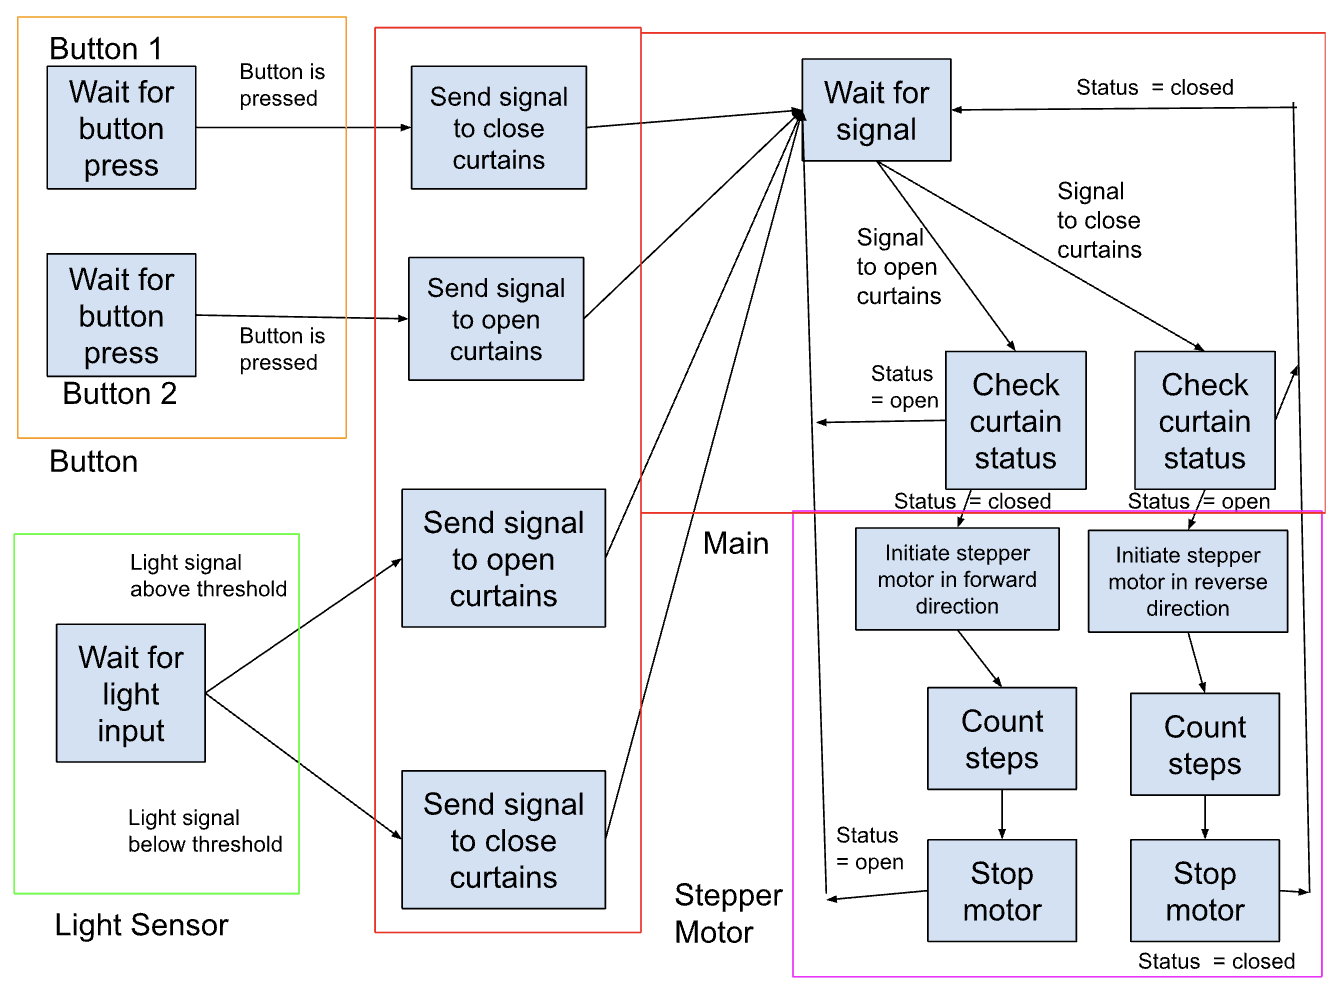 Button 1
Wait for
button
press
Button is
pressed
Send signal
to close
curtains
Wait for
signal
Status = closed
Signal
to close
curtains
Signal
to open
curtains
Wait for
button
press
Button 2
Button is
pressed
Send signal
to open
curtains
Status
= open
Check
curtain
status
Check
curtain
status
Button
Status = closed
Status = open
Main
Light signal
above threshold
Send signal
to open
curtains
Initiate stepper
motor in forward
direction
Initiate stepper
motor in reverse
direction
Wait for
light
input
Count
steps
Count
steps
Light signal
below threshold
Send signal
to close
curtains
Status
= open
Stop
motor
Stop
motor
Light Sensor
Stepper
Motor
Status = closed